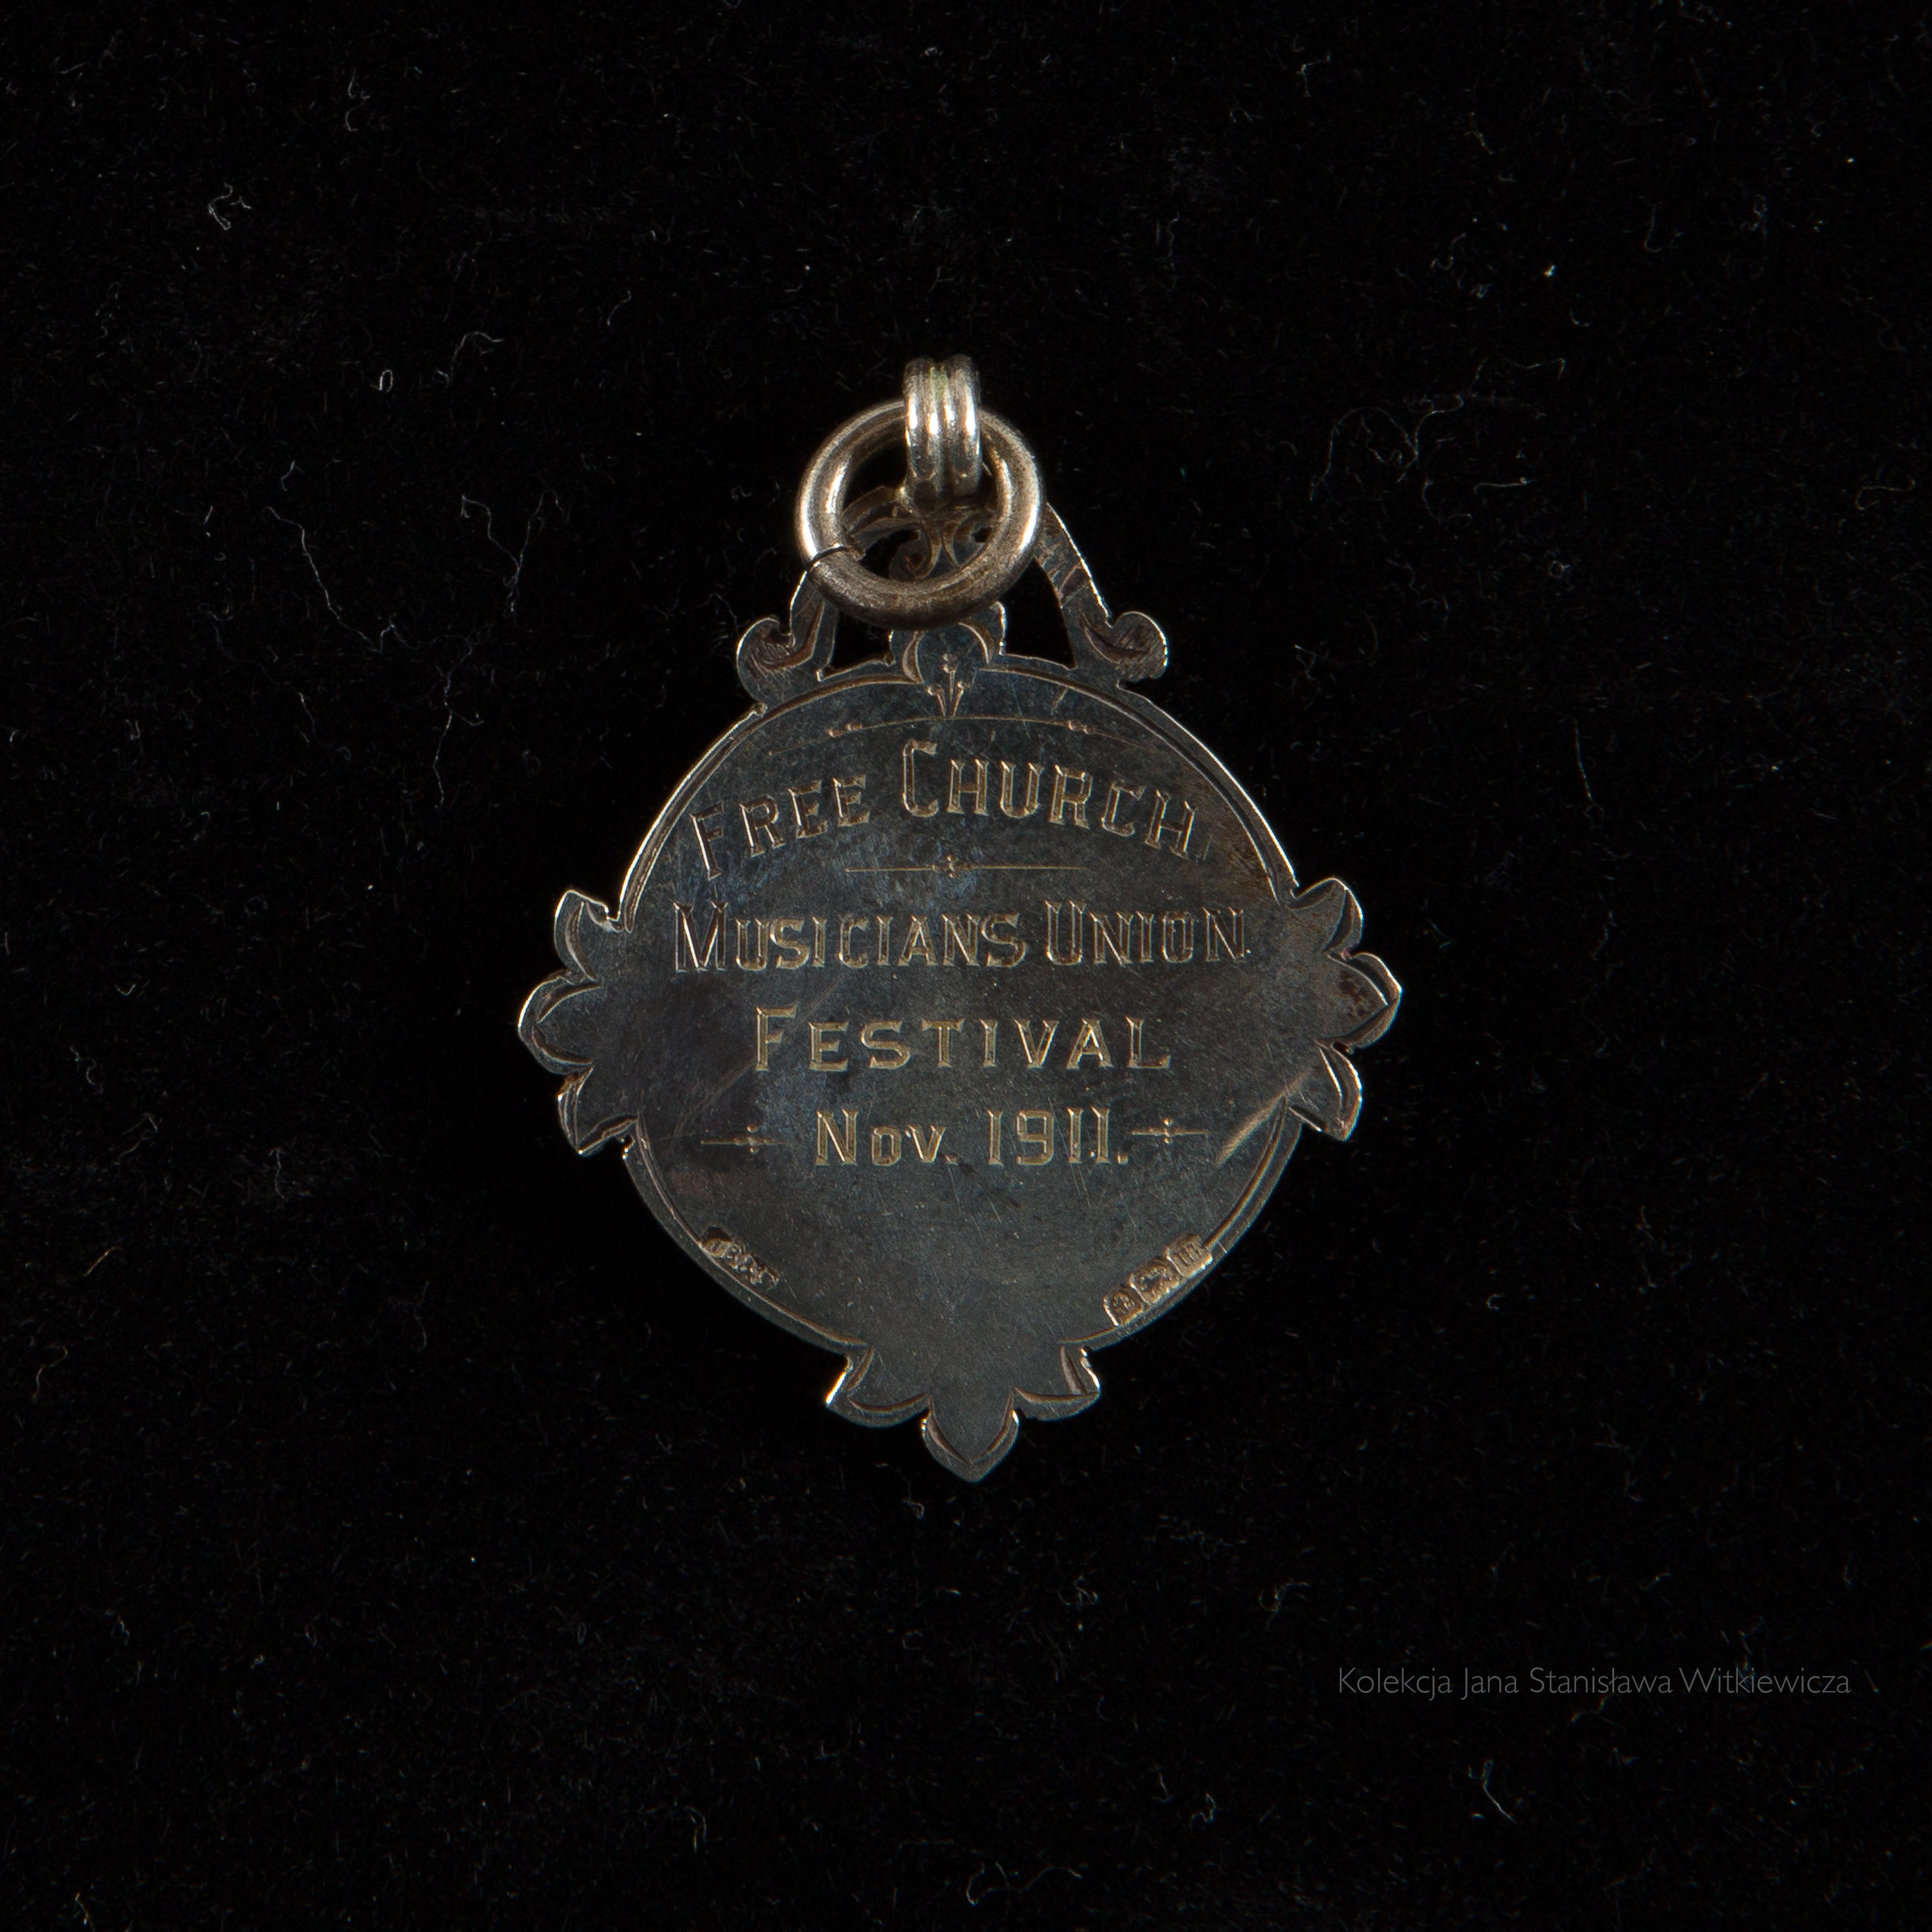 FREE CHURCH
MUSICIANS UNION
FESTIVAL
Nov. 1911.
Kolekcja Jana Stanisława Witkiewicza